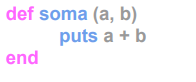 def soma (a, b)
puts a + b
end